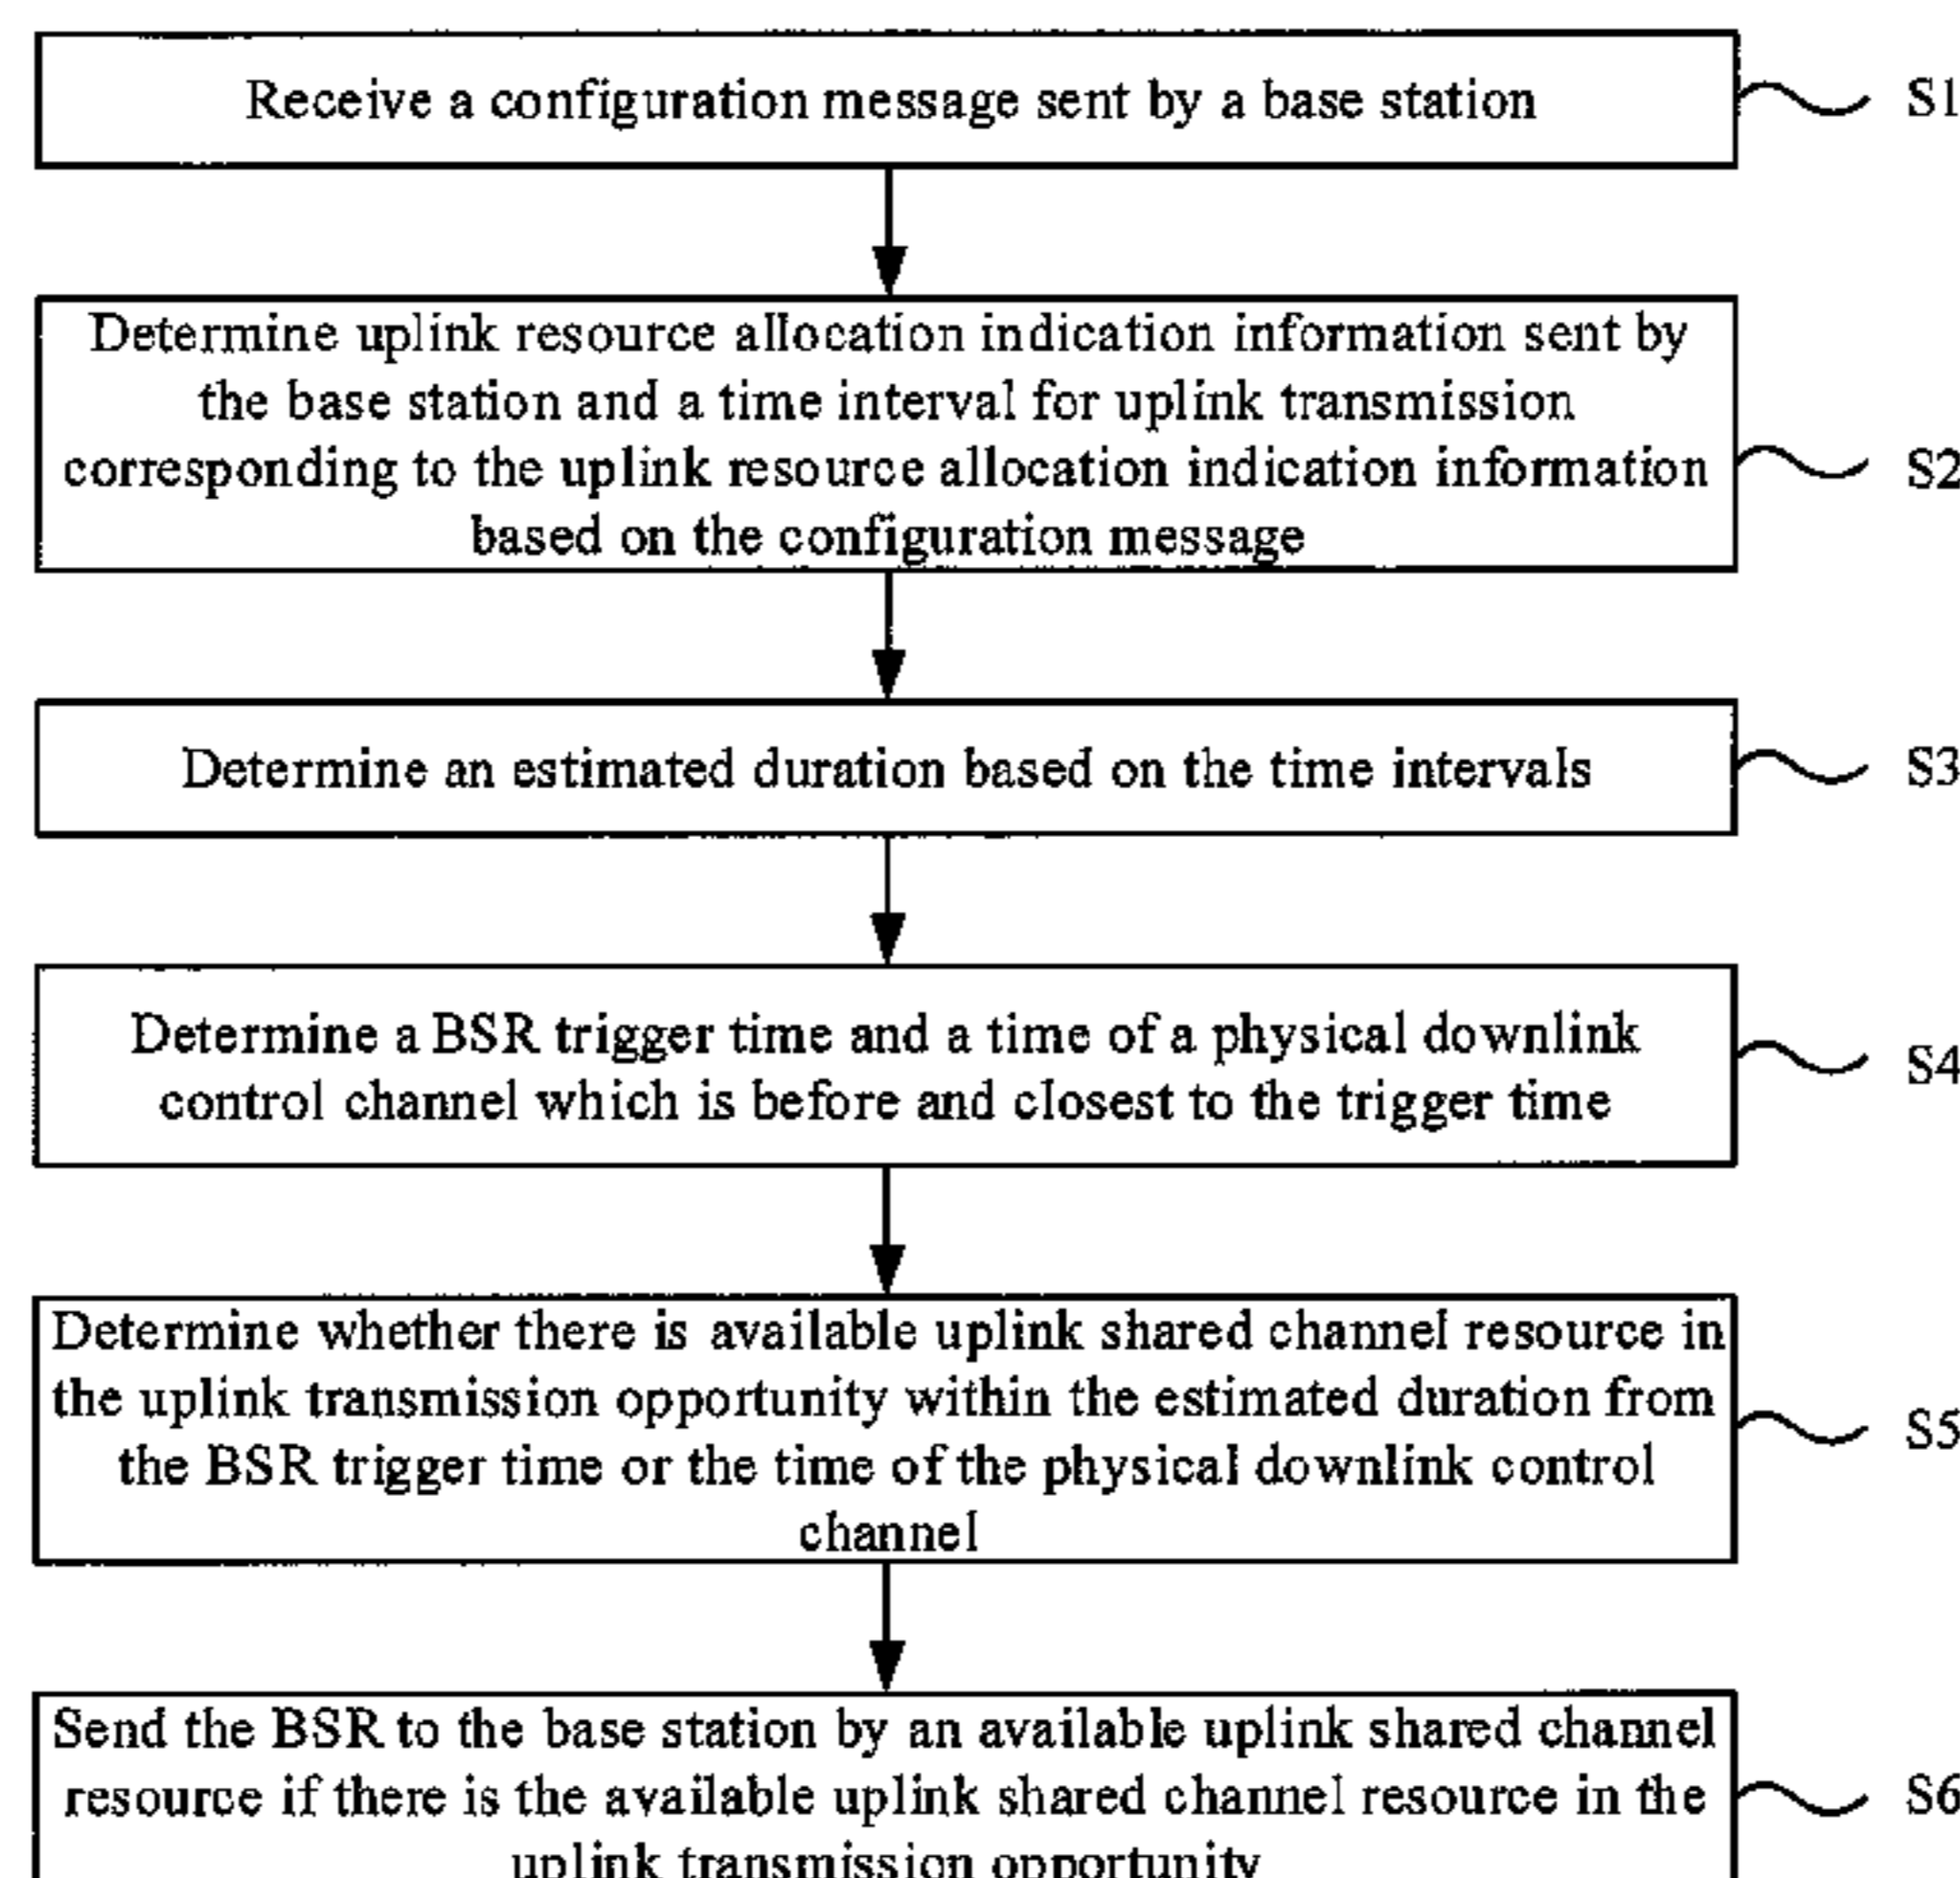 Receive a configuration message sent by a base station
S1
Determine uplink resource allocation indication information sent by
the base station and a time interval for uplink transmission
corresponding to the uplink resource allocation indication information
based on the configuration message
S2
Determine an estimated duration based on the time intervals
S3
Determine a BSR trigger time and a time of a physical downlink
control channel which is before and closest to the trigger time
S4
Determine whether there is available uplink shared channel resource in
the uplink transmission opportunity within the estimated duration from
the BSR trigger time or the time of the physical downlink control
channel
S5
Send the BSR to the base station by an available uplink shared channel
resource if there is the available uplink shared channel resource in the
uplink transmission opportunity
S6